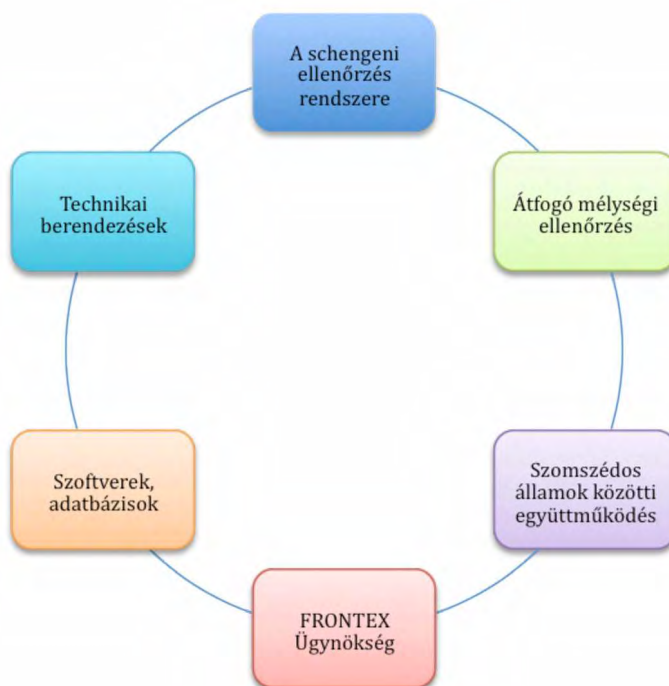 A schengeni
ellenőrzés
rendszere
Átfogó mélységi
ellenőrzés
Szomszédos
államok közötti
együttműködés
FRONTEX
Ügynökség
Szoftverek,
adatbázisok
Technikai
berendezések